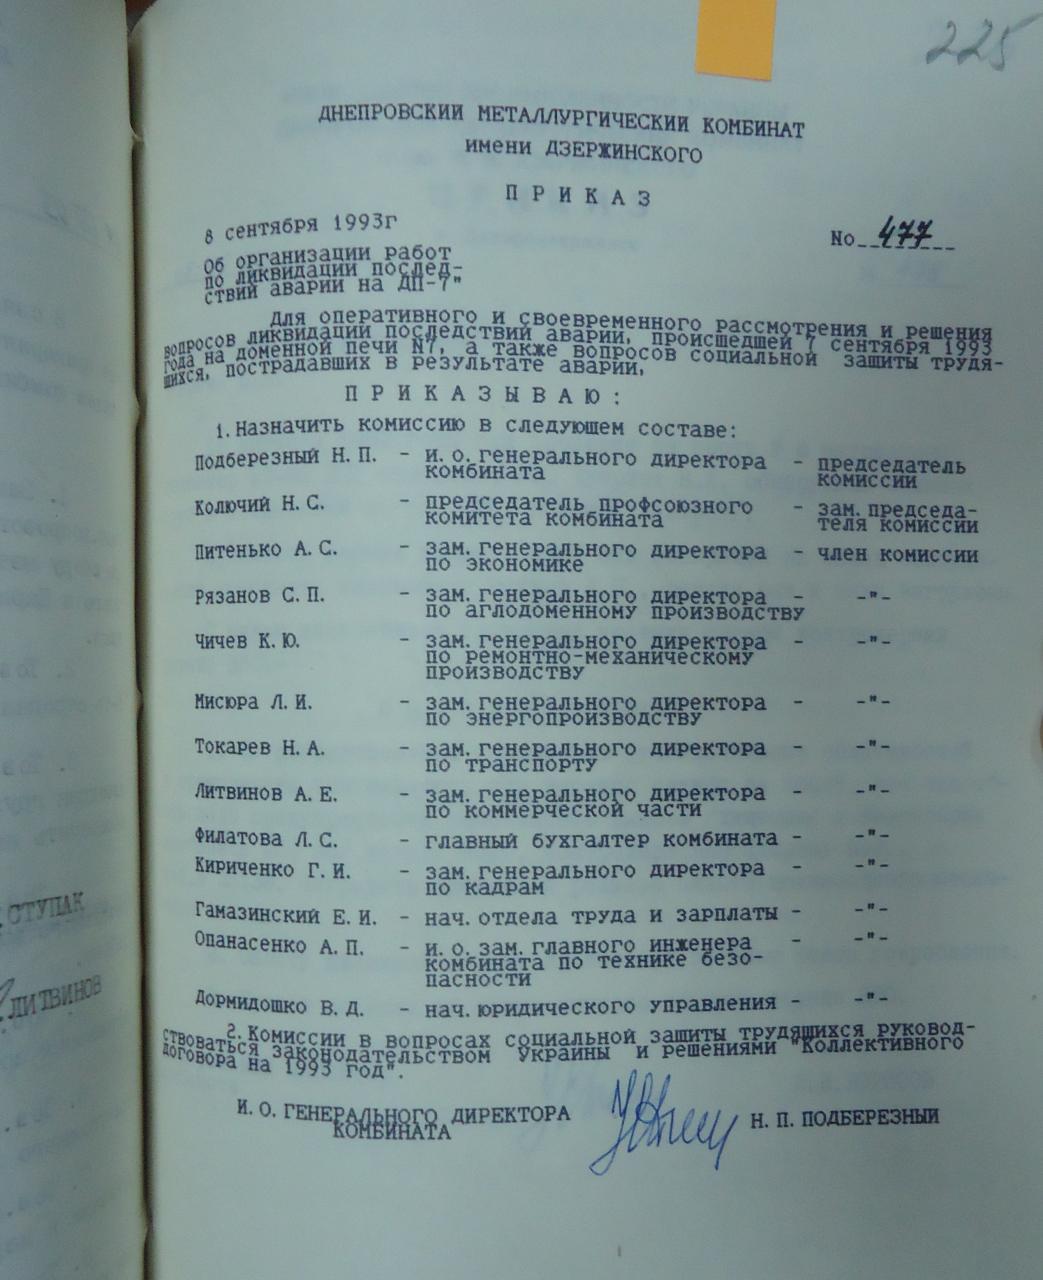 225
ДНЕПРОВСКИЙ МЕТАЛЛУРГИЧЕСКИЙ КОМБИНАТ
имени ДЗЕРЖИНСКОГО
П Р И К А З
8 сентября 1993г
No 477
Об организации работ
по ликвидации послед-
ствий аварии на ДП-7"
Для оперативного и своевременного рассмотрения и решения
вопросов ликвидации последствий аварии, происшедшей 7 сентября 1993
года на доменной печи N7, а также вопросов социальной защиты трудя-
щихся, пострадавших в результате аварии,
П Р И К А З Ы В А Ю :
1. Назначить комиссию в следующем составе:
Подберезный Н. П. - и. о. генерального директора - председатель
комбината комиссии
Колючий Н. С. - председатель профсоюзного - зам. председа-
комитета комбината теля комиссии
Питенько А. С. - зам. генерального директора - член комиссии
по экономике
Рязанов С. П. - зам. генерального директора - -"-
по аглодоменному производству
Чичев К. Ю. - зам. генерального директора - -"-
по ремонтно-механическому
производству
Мисюра Л. И. - зам. генерального директора - -"-
по энергопроизводству
Токарев Н. А. - зам. генерального директора - -"-
по транспорту
Литвинов А. Е. - зам. генерального директора - -"-
по коммерческой части
Филатова Л. С. - главный бухгалтер комбината - -"-
Кириченко Г. И. - зам. генерального директора - -"-
по кадрам
Гамазинский Е. И. - нач. отдела труда и зарплаты - -"-
Опанасенко А. П. - и. о. зам. главного инженера - -"-
комбината по технике безо-
пасности
Дормидошко В. Д. - нач. юридического управления - -"-
2. Комиссии в вопросах социальной защиты трудящихся руковод-
ствоваться законодательством Украины и решениями "Коллективного
договора на 1993 год".
И. О. ГЕНЕРАЛЬНОГО ДИРЕКТОРА
КОМБИНАТА
Н. П. ПОДБЕРЕЗНЫЙ
СТУПАК
ЛИТВИНОВ